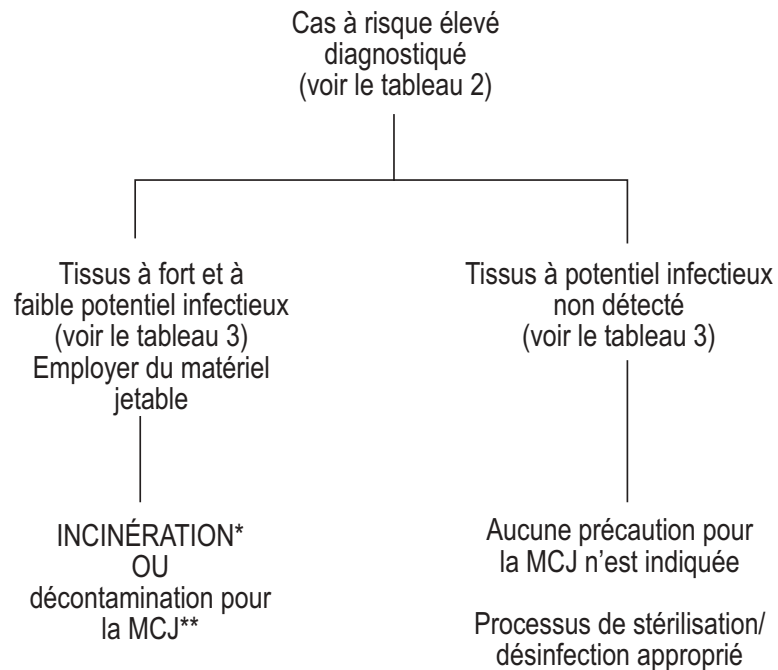 Cas à risque élevé
diagnostiqué
(voir le tableau 2)
Tissus à fort et à
faible potentiel infectieux
(voir le tableau 3)
Employer du matériel
jetable
INCINÉRATION*
OU
décontamination pour
la MCJ**
Tissus à potentiel infectieux
non détecté
(voir le tableau 3)
Aucune précaution pour
la MCJ n’est indiquée
Processus de stérilisation/
désinfection approprié